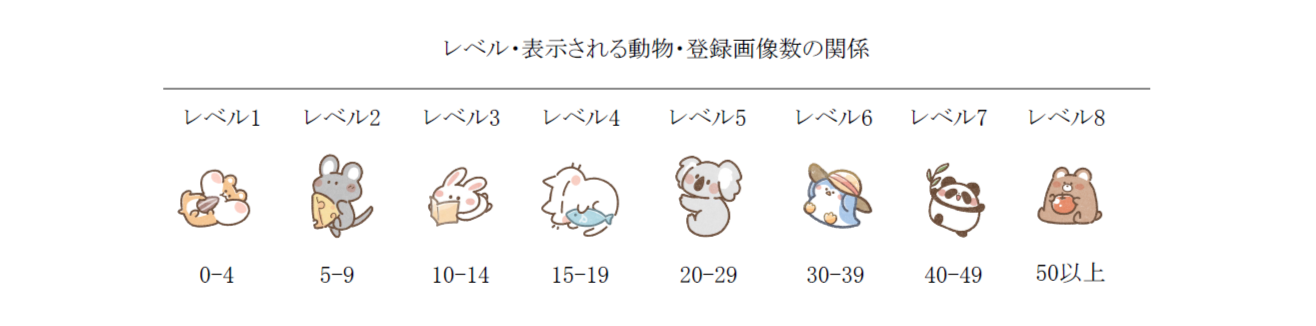 レベル・表示される動物・登録画像数の関係
レベル1 レベル2 レベル3 レベル4 レベル5 レベル6 レベル7 レベル8
0-4 5-9 10-14 15-19 20-29 30-39 40-49 50以上